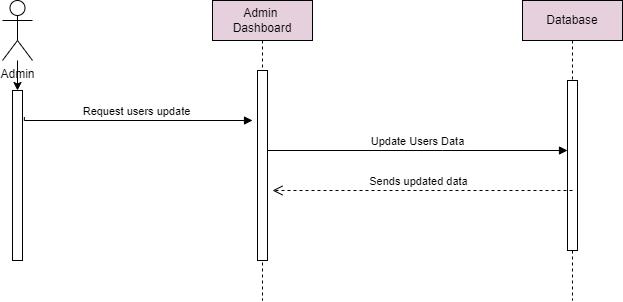 Admin
Dashboard
Database
Admin
Request users update
Update Users Data
Sends updated data